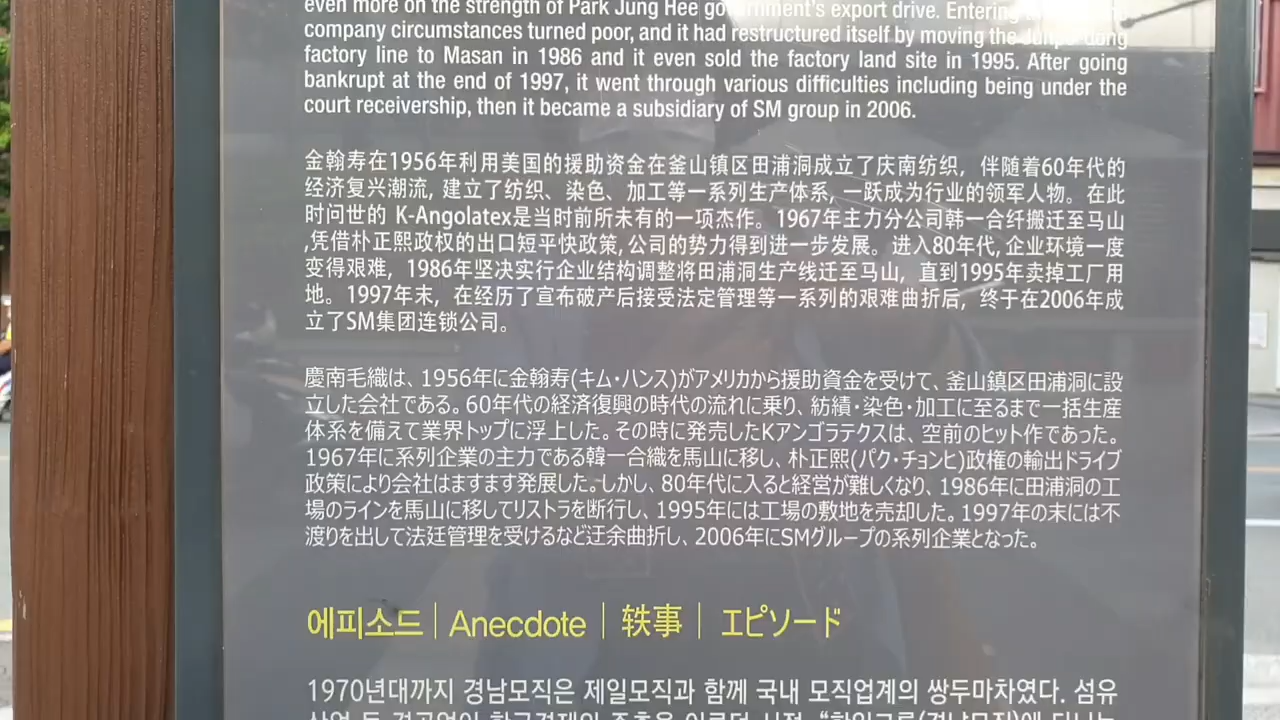 even more on the strength of Park Jung Hee government's export drive. Entering
company circumstances turned poor, and it had restructured itself by moving the Junpo-dong
factory line to Masan in 1986 and it even sold the factory land site in 1995. After going
bankrupt at the end of 1997, it went through various difficulties including being under the
court receivership, then it became a subsidiary of SM group in 2006.
金翰寿在1956年利用美国的援助资金在釜山镇区田浦洞成立了庆南纺织，伴随着60年代的
经济复兴潮流, 建立了纺织、染色、加工等一系列生产体系, 一跃成为行业的领军人物。在此
时问世的 K-Angolatex是当时前所未有的一项杰作。1967年主力分公司韩一合纤搬迁至马山
,凭借朴正熙政权的出口短平快政策, 公司的势力得到进一步发展。进入80年代, 企业环境一度
变得艰难，1986年坚决实行企业结构调整将田浦洞生产线迁至马山，直到1995年卖掉工厂用
地。1997年末，在经历了宣布破产后接受法定管理等一系列的艰难曲折后，终于在2006年成
立了SM集团连锁公司。
慶南毛織は、1956年に金翰寿(キム・ハンス)がアメリカから援助資金を受けて、釜山鎮区田浦洞に設
立した会社である。60年代の経済復興の時代の流れに乗り、紡績・染色・加工に至るまで一括生産
体系を備えて業界トップに浮上した。その時に発売したKアンゴラテクスは、空前のヒット作であった。
1967年に系列企業の主力である韓一合織を馬山に移し、朴正熙(パク・チョンヒ)政権の輸出ドライブ
政策により会社はますます発展した。しかし、80年代に入ると経営が難しくなり、1986年に田浦洞の工
場のラインを馬山に移してリストラを断行し、1995年には工場の敷地を売却した。1997年の末には不
渡りを出して法廷管理を受けるなど迂余曲折し、2006年にSMグループの系列企業となった。
에피소드 | Anecdote | 轶事 | エピソード
1970년대까지 경남모직은 제일모직과 함께 국내 모직업계의 쌍두마차였다. 섬유